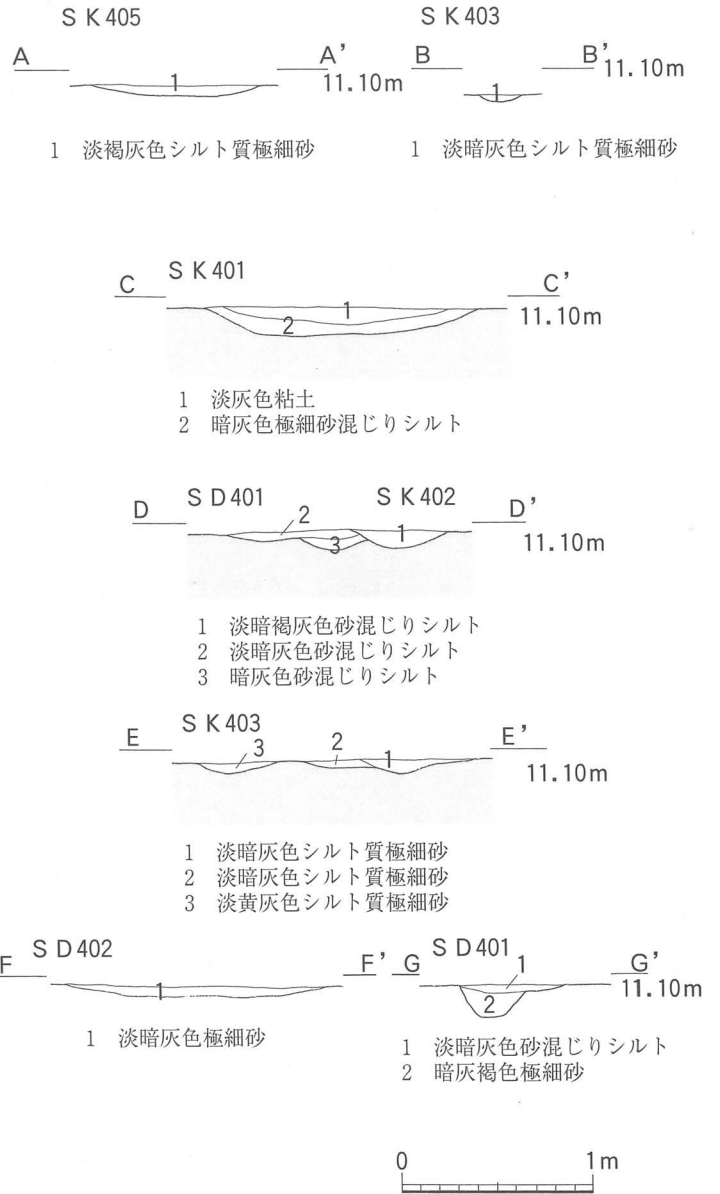 SK405
A A’
1 11.10m
1 淡褐灰色シルト質極細砂
SK403
B B’
1 11.10m
1 淡暗灰色シルト質極細砂
SK401
C C’
1 11.10m
2
1 淡灰色粘土
2 暗灰色極細砂混じりシルト
SD401 SK402
D D’
2 1 11.10m
3
1 淡暗褐灰色砂混じりシルト
2 淡暗灰色砂混じりシルト
3 暗灰色砂混じりシルト
SK403
E E’
3 2 1 11.10m
1 淡暗灰色シルト質極細砂
2 淡暗灰色シルト質極細砂
3 淡黄灰色シルト質極細砂
SD402
F F’
1
1 淡暗灰色極細砂
SD401
G G’
1 11.10m
2
1 淡暗灰色砂混じりシルト
2 暗灰褐色極細砂
0 1m